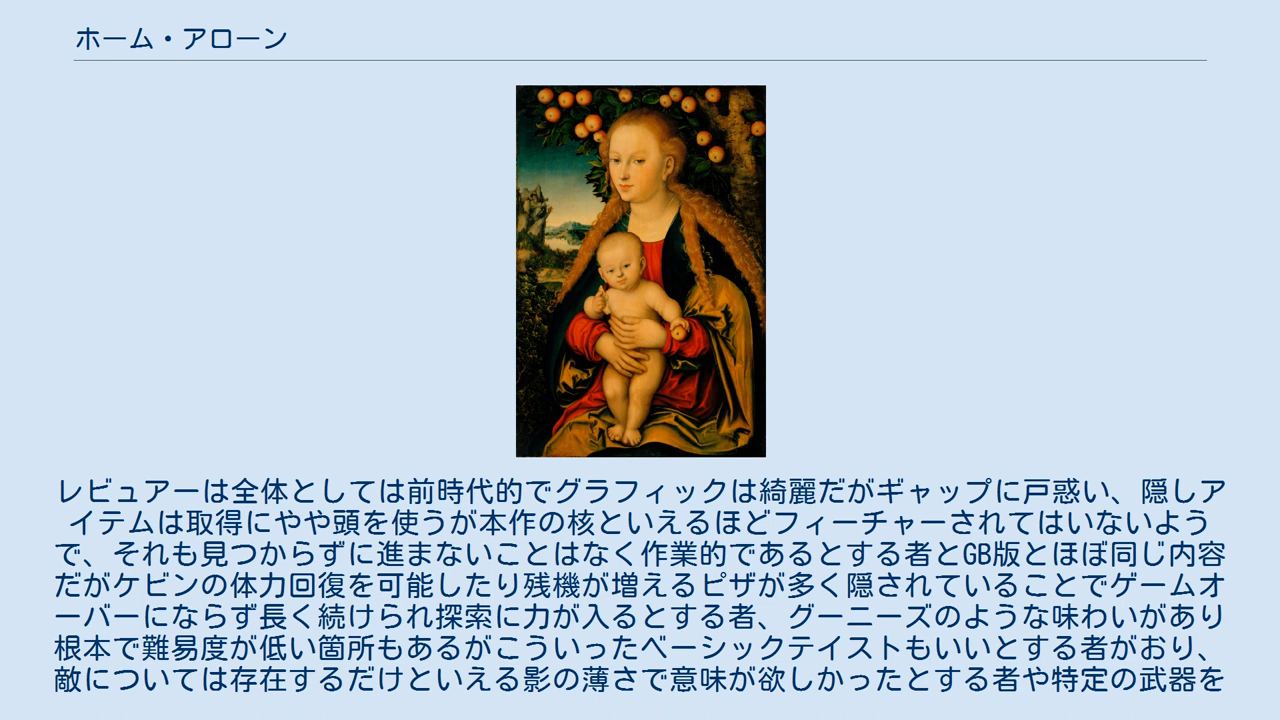 ホーム・アローン
レビュアーは全体としては前時代的でグラフィックは綺麗だがギャップに戸惑い、隠しア
イテムは取得にやや頭を使うが本作の核といえるほどフィーチャーされてはいないよう
で、それも見つからずに進まないことはなく作業的であるとする者とGB版とほぼ同じ内容
だがケビンの体力回復を可能したり残機が増えるピザが多く隠されていることでゲームオ
ーバーにならず長く続けられ探索に力が入るとする者、グーニーズのような味わいがあり
根本で難易度が低い箇所もあるがこういったベーシックテイストもいいとする者がおり、
敵については存在するだけといえる影の薄さで意味が欲しかったとする者や特定の武器を